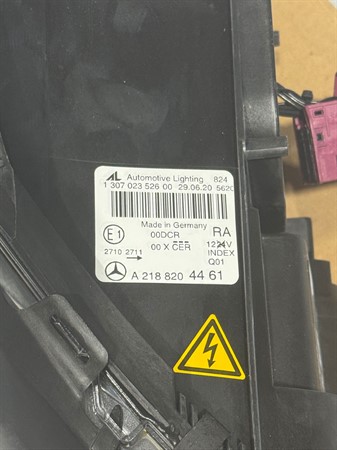 AL Automotive Lighting 824
1 307 023 526 00 29.06.20 5620
Made in Germany
E1 00DCR RA
00 X CER 1224V
2710 2711 → INDEX
Q01
A 218 820 44 61